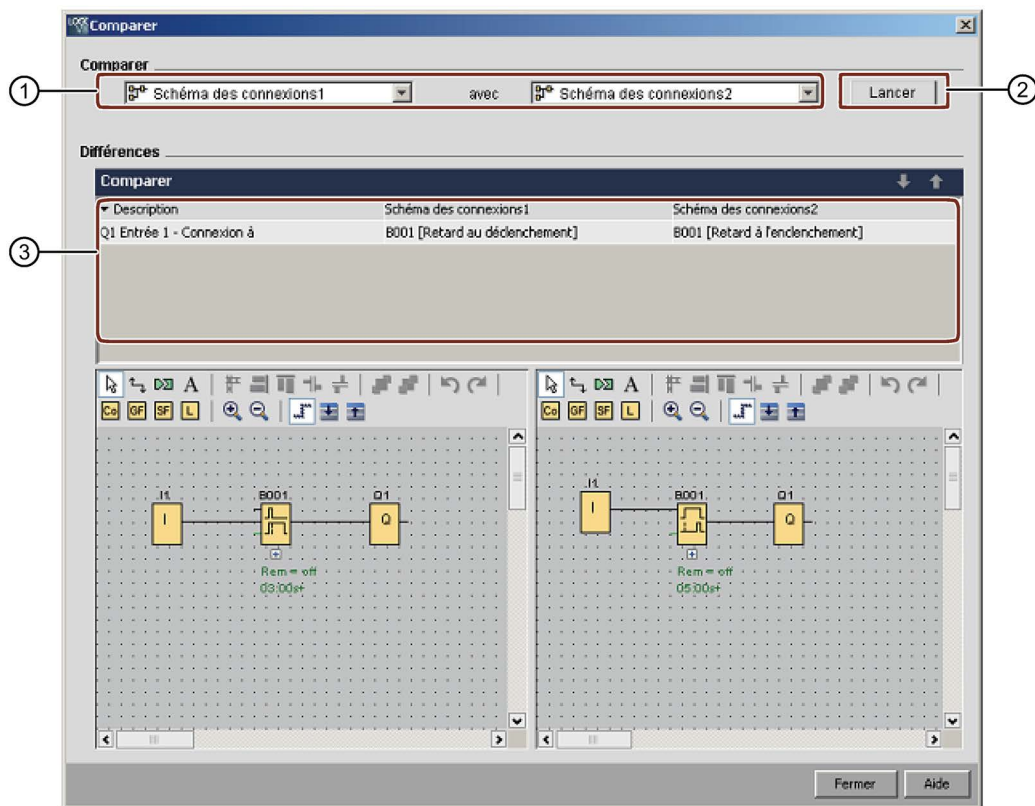 Comparer
Comparer
① Schéma des connexions1 avec Schéma des connexions2 Lancer ②
Différences
Comparer
Description Schéma des connexions1 Schéma des connexions2
③ Q1 Entrée 1 - Connexion à B001 [Retard au déclenchement] B001 [Retard à l'enclenchement]
A
Co GF SF L
I1 B001 Q1
I Q
Rem = off
03:00s+
A
Co GF SF L
I1 B001 Q1
I Q
Rem = off
05:00s+
Fermer Aide